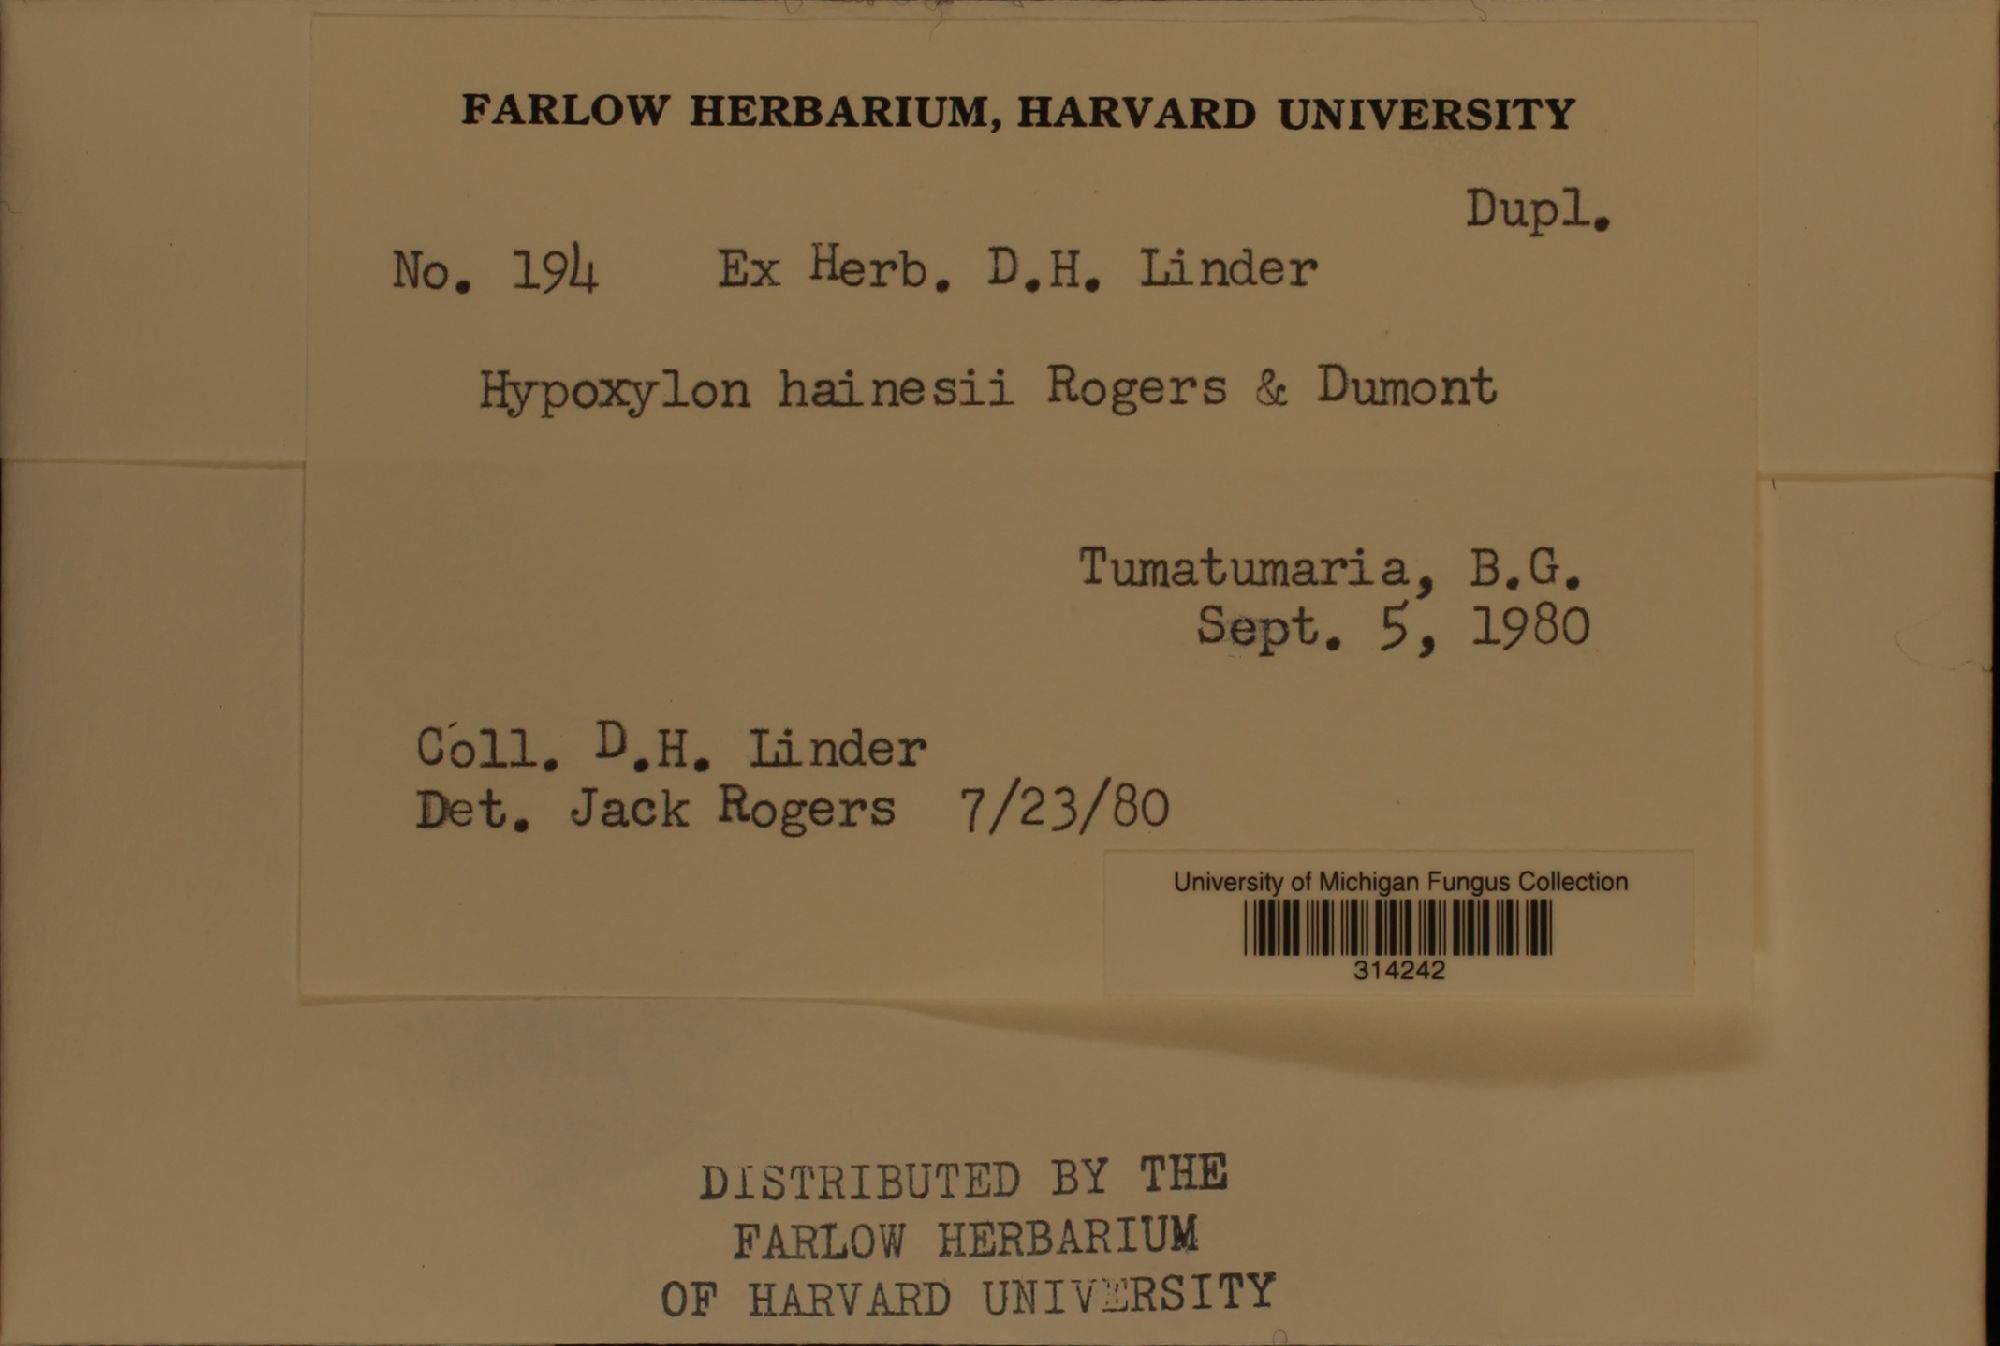 FARLOW HERBARIUM, HARVARD UNIVERSITY
Dupl.
No. 194 Ex Herb. D.H. Linder
Hypoxylon hainesii Rogers & Dumont
Tumatumaria, B.G.
Sept. 5, 1980
Coll. D.H. Linder
Det. Jack Rogers 7/23/80
University of Michigan Fungus Collection
314242
DISTRIBUTED BY THE
FARLOW HERBARIUM
OF HARVARD UNIVERSITY